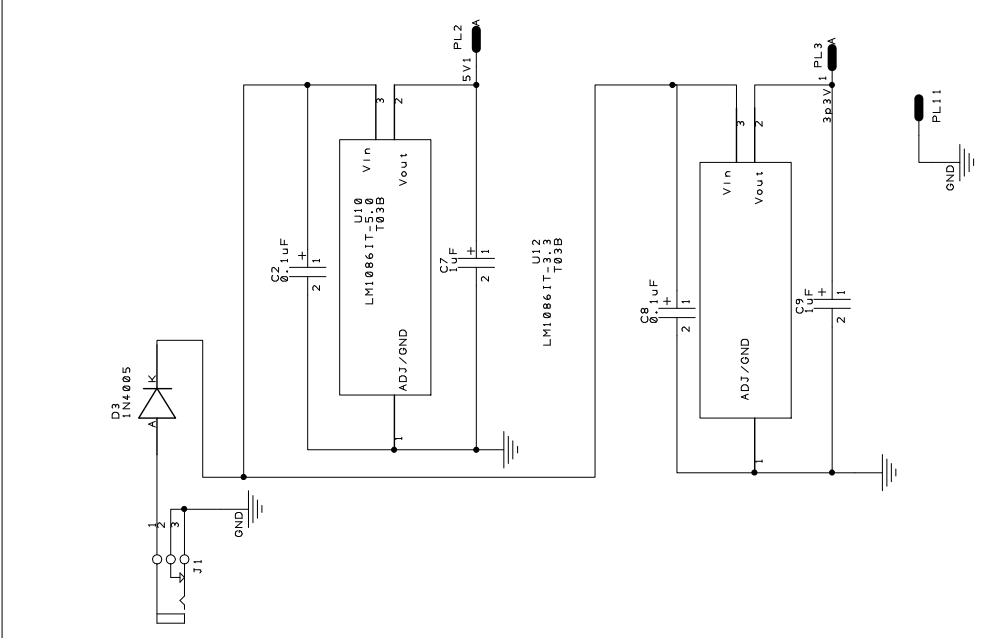 PL2
A
5V1
3
2
VIn
Vout
U10
LM1086IT-5.0
T03B
C2
0.1uF
+
1
2
C7
1uF
+
1
2
ADJ/GND
1
U12
LM1086IT-3.3
T03B
PL3
A
1
3p3V
3
2
VIn
Vout
C8
0.1uF
+
1
2
C9
1uF
+
1
2
ADJ/GND
1
PL11
GND
D3
1N4005
K
A
1
2
3
GND
J1